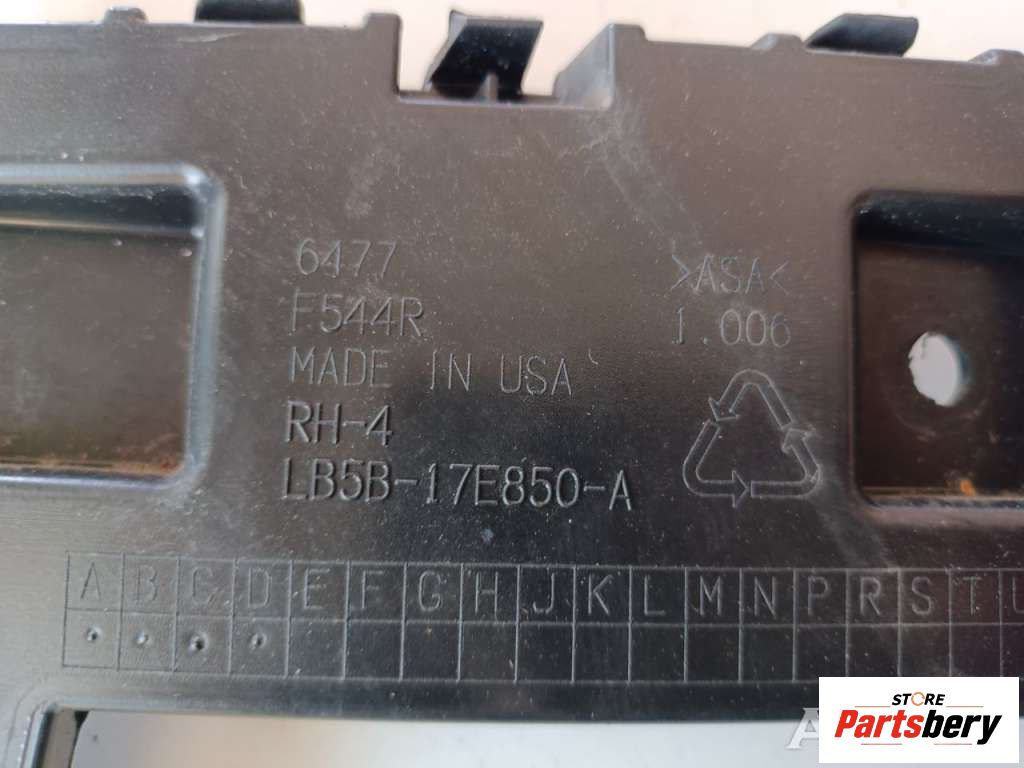 6477
F544R
MADE IN USA
RH-4
LB5B-17E850-A
>ASA<
1.006
A B C D E F G H J K L M N P R S T U
STORE
Partsbery